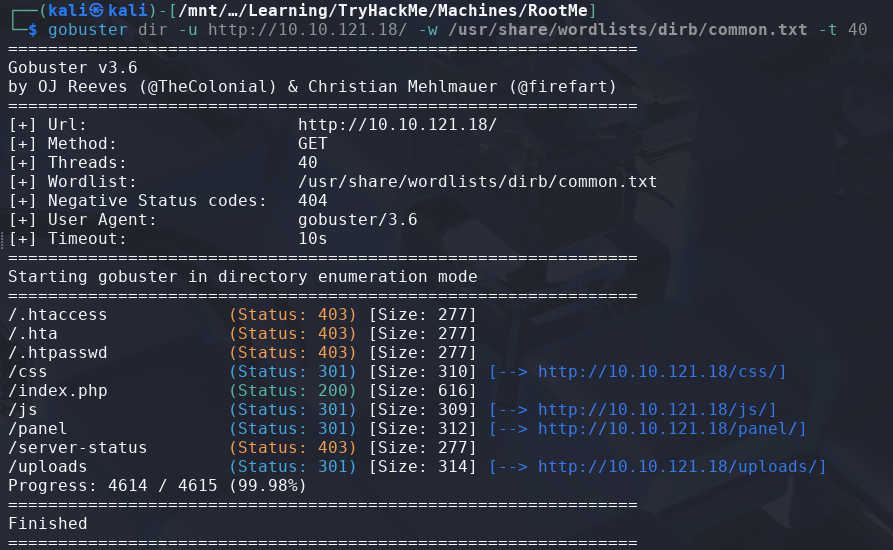 ┌──(kali㉿kali)-[/mnt/…/Learning/TryHackMe/Machines/RootMe]
└─$ gobuster dir -u http://10.10.121.18/ -w /usr/share/wordlists/dirb/common.txt -t 40
===============================================================
Gobuster v3.6
by OJ Reeves (@TheColonial) & Christian Mehlmauer (@firefart)
===============================================================
[+] Url:                     http://10.10.121.18/
[+] Method:                  GET
[+] Threads:                 40
[+] Wordlist:                /usr/share/wordlists/dirb/common.txt
[+] Negative Status codes:   404
[+] User Agent:              gobuster/3.6
[+] Timeout:                 10s
===============================================================
Starting gobuster in directory enumeration mode
===============================================================
/.htaccess            (Status: 403) [Size: 277]
/.hta                 (Status: 403) [Size: 277]
/.htpasswd            (Status: 403) [Size: 277]
/css                  (Status: 301) [Size: 310] [--> http://10.10.121.18/css/]
/index.php            (Status: 200) [Size: 616]
/js                   (Status: 301) [Size: 309] [--> http://10.10.121.18/js/]
/panel                (Status: 301) [Size: 312] [--> http://10.10.121.18/panel/]
/server-status        (Status: 403) [Size: 277]
/uploads              (Status: 301) [Size: 314] [--> http://10.10.121.18/uploads/]
Progress: 4614 / 4615 (99.98%)
===============================================================
Finished
===============================================================